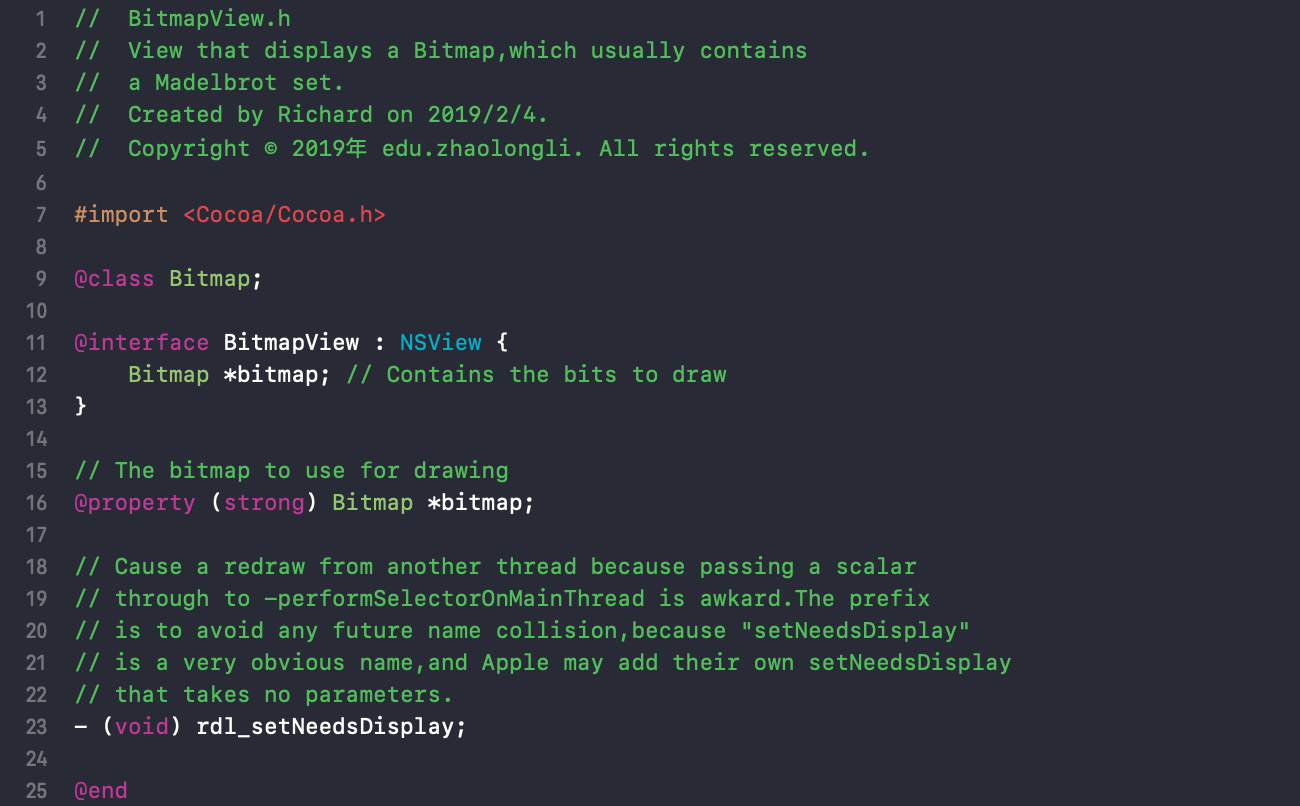 1 //  BitmapView.h
2 //  View that displays a Bitmap,which usually contains
3 //  a Madelbrot set.
4 //  Created by Richard on 2019/2/4.
5 //  Copyright © 2019年 edu.zhaolongli. All rights reserved.
6
7 #import <Cocoa/Cocoa.h>
8
9 @class Bitmap;
10
11 @interface BitmapView : NSView {
12     Bitmap *bitmap; // Contains the bits to draw
13 }
14
15 // The bitmap to use for drawing
16 @property (strong) Bitmap *bitmap;
17
18 // Cause a redraw from another thread because passing a scalar
19 // through to -performSelectorOnMainThread is awkard.The prefix
20 // is to avoid any future name collision,because "setNeedsDisplay"
21 // is a very obvious name,and Apple may add their own setNeedsDisplay
22 // that takes no parameters.
23 - (void) rdl_setNeedsDisplay;
24
25 @end